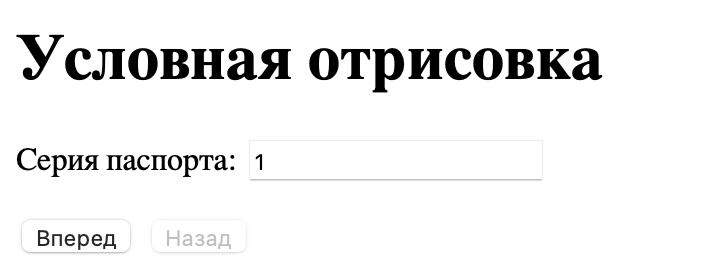 Условная отрисовка
Серия паспорта: 1
Вперед Назад